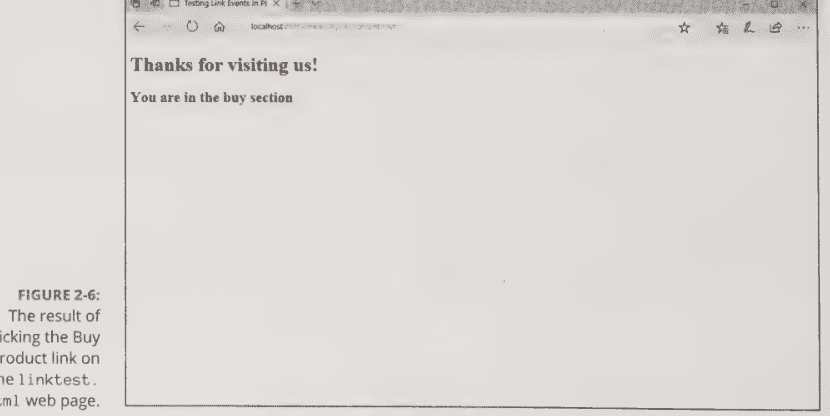 Testing Link Events in P
localhost
Thanks for visiting us!
You are in the buy section
FIGURE 2-6:
The result of
icking the Buy
roduct link on
ne linktest.
ml web page.